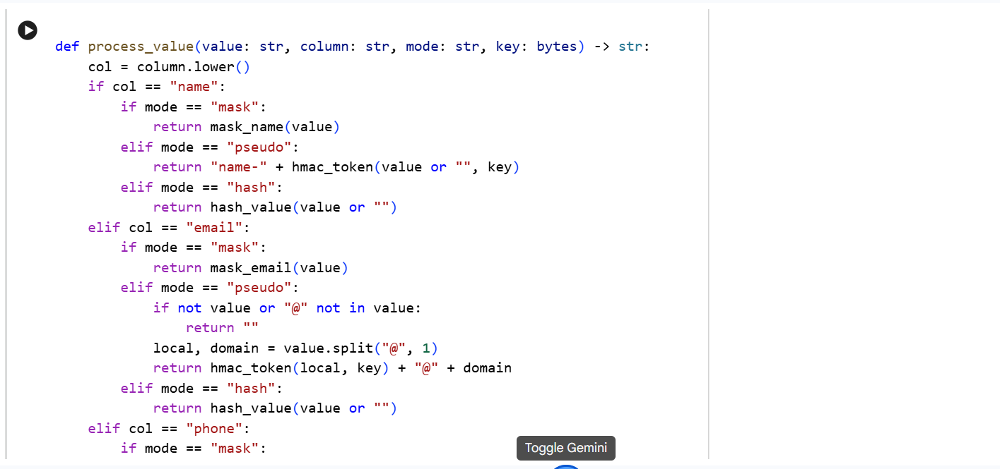 def process_value(value: str, column: str, mode: str, key: bytes) -> str:
    col = column.lower()
    if col == "name":
        if mode == "mask":
            return mask_name(value)
        elif mode == "pseudo":
            return "name-" + hmac_token(value or "", key)
        elif mode == "hash":
            return hash_value(value or "")
    elif col == "email":
        if mode == "mask":
            return mask_email(value)
        elif mode == "pseudo":
            if not value or "@" not in value:
                return ""
            local, domain = value.split("@", 1)
            return hmac_token(local, key) + "@" + domain
        elif mode == "hash":
            return hash_value(value or "")
    elif col == "phone":
        if mode == "mask":
Toggle Gemini